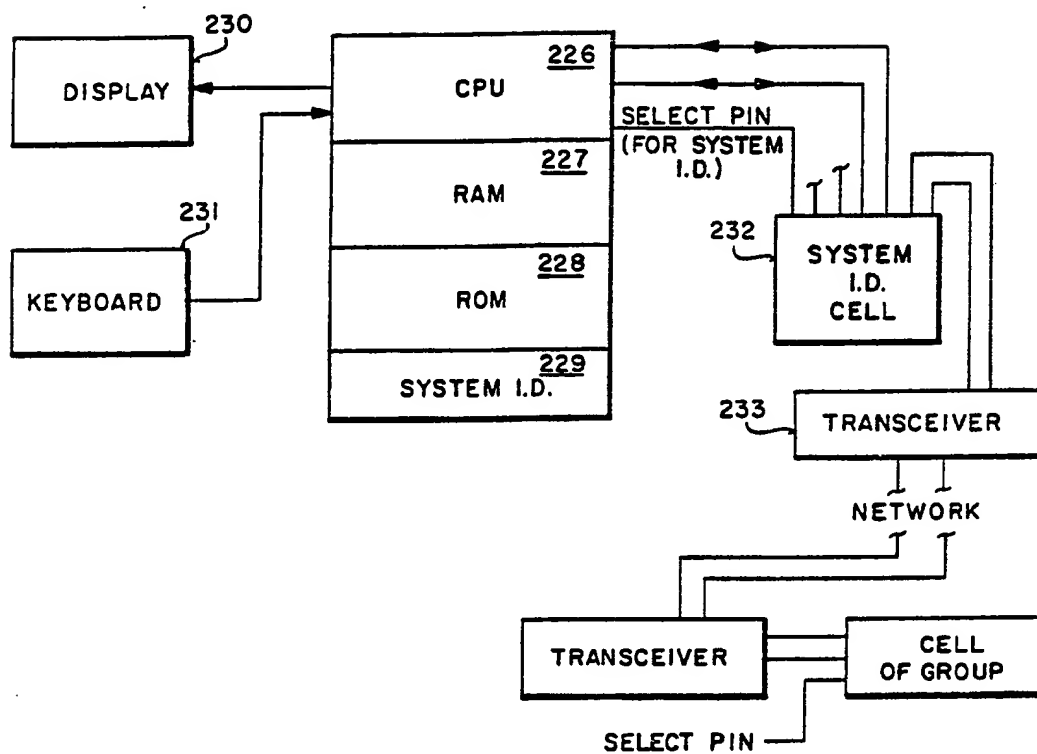 230
DISPLAY
226
CPU
SELECT PIN
(FOR SYSTEM
I.D.)
227
RAM
231
KEYBOARD
228
ROM
232
SYSTEM
I.D.
CELL
229
SYSTEM I.D.
233
TRANSCEIVER
NETWORK
TRANSCEIVER
CELL
OF GROUP
SELECT PIN